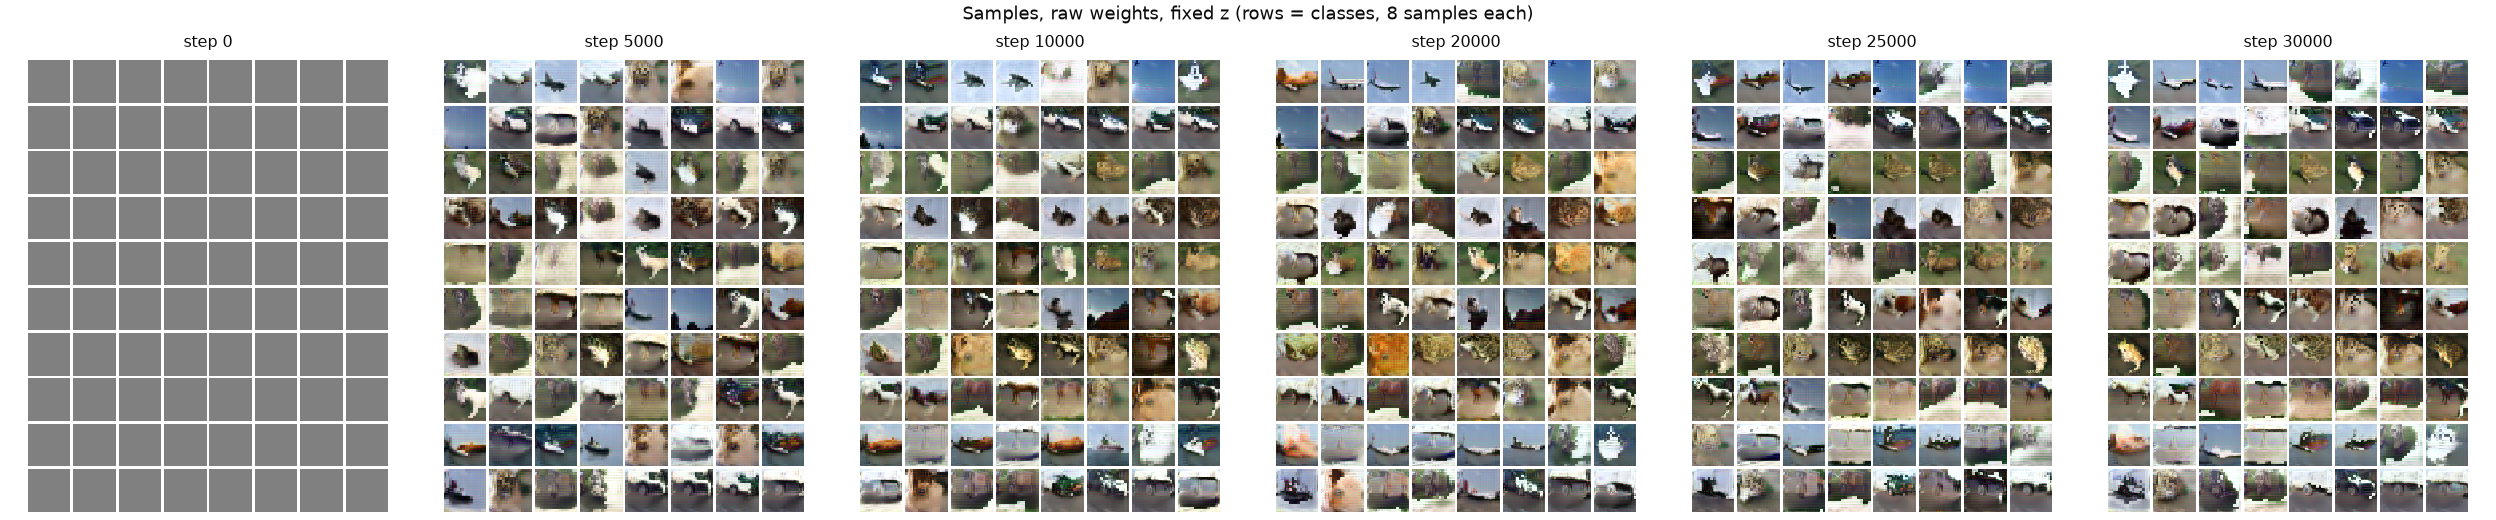 Samples, raw weights, fixed z (rows = classes, 8 samples each)
step 0
step 5000
step 10000
step 20000
step 25000
step 30000